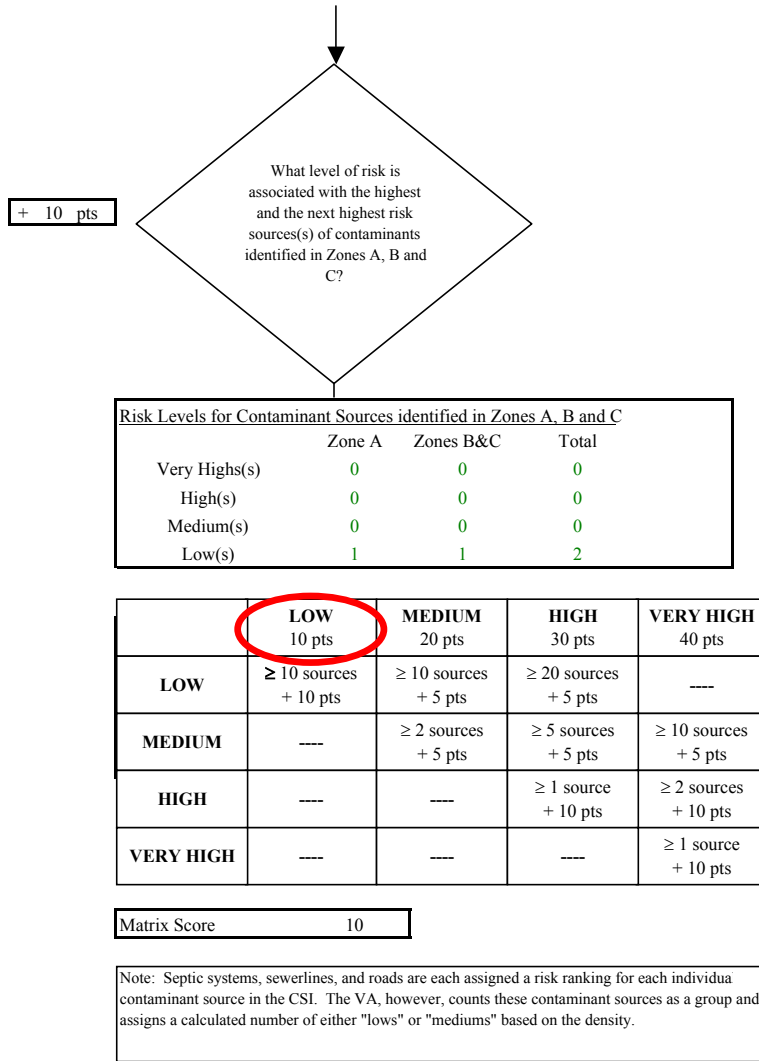 What level of risk is
associated with the highest
and the next highest risk
sources(s) of contaminants
identified in Zones A, B and
C?
+ 10 pts
Risk Levels for Contaminant Sources identified in Zones A, B and C
Zone A Zones B&C Total
Very Highs(s) 0 0 0
High(s) 0 0 0
Medium(s) 0 0 0
Low(s) 1 1 2
LOW MEDIUM HIGH VERY HIGH
10 pts 20 pts 30 pts 40 pts
LOW ≥ 10 sources ≥ 10 sources ≥ 20 sources ----
+ 10 pts + 5 pts + 5 pts
MEDIUM ---- ≥ 2 sources ≥ 5 sources ≥ 10 sources
+ 5 pts + 5 pts + 5 pts
HIGH ---- ---- ≥ 1 source ≥ 2 sources
+ 10 pts + 10 pts
VERY HIGH ---- ---- ---- ≥ 1 source
+ 10 pts
Matrix Score 10
Note: Septic systems, sewerlines, and roads are each assigned a risk ranking for each individua
contaminant source in the CSI. The VA, however, counts these contaminant sources as a group and
assigns a calculated number of either "lows" or "mediums" based on the density.